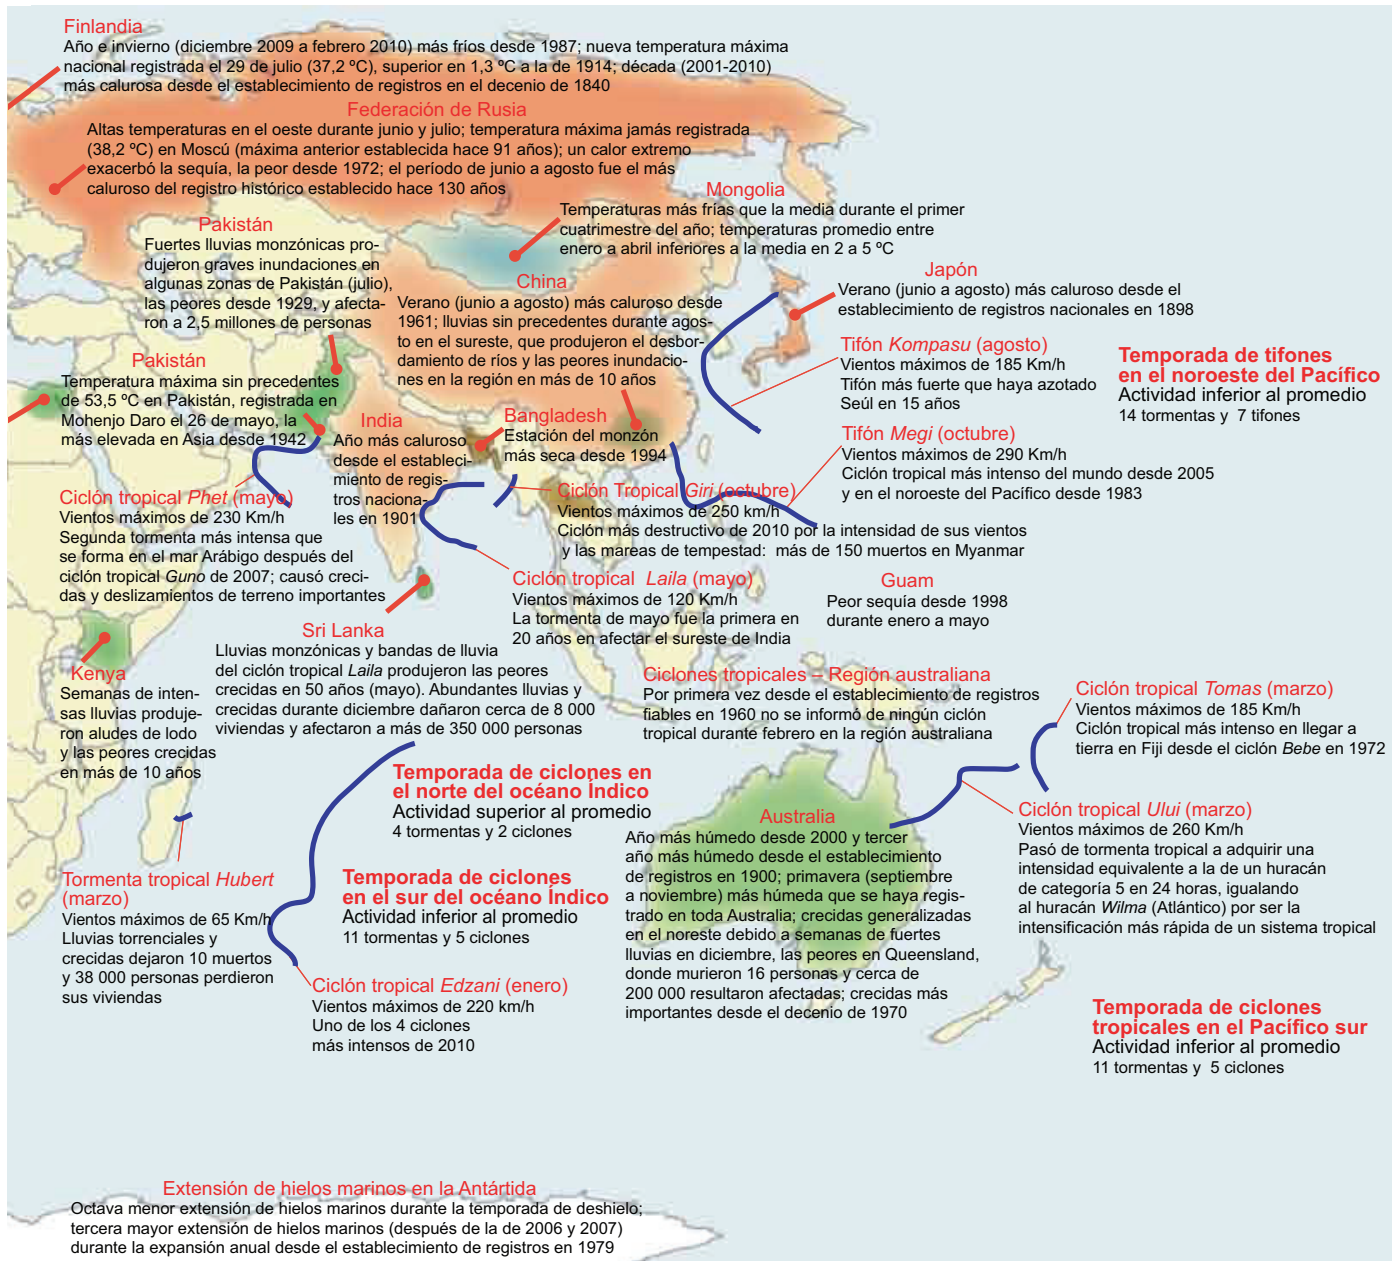 Finlandia
Año e invierno (diciembre 2009 a febrero 2010) más fríos desde 1987; nueva temperatura máxima
nacional registrada el 29 de julio (37,2 ºC), superior en 1,3 ºC a la de 1914; década (2001-2010)
más calurosa desde el establecimiento de registros en el decenio de 1840
Federación de Rusia
Altas temperaturas en el oeste durante junio y julio; temperatura máxima jamás registrada
(38,2 ºC) en Moscú (máxima anterior establecida hace 91 años); un calor extremo
exacerbó la sequía, la peor desde 1972; el período de junio a agosto fue el más
caluroso del registro histórico establecido hace 130 años
Mongolia
Temperaturas más frías que la media durante el primer
cuatrimestre del año; temperaturas promedio entre
enero a abril inferiores a la media en 2 a 5 ºC
Pakistán
Fuertes lluvias monzónicas pro-
dujeron graves inundaciones en
algunas zonas de Pakistán (julio),
las peores desde 1929, y afecta-
ron a 2,5 millones de personas
China
Verano (junio a agosto) más caluroso desde
1961; lluvias sin precedentes durante agos-
to en el sureste, que produjeron el desbor-
damiento de ríos y las peores inundacio-
nes en la región en más de 10 años
Japón
Verano (junio a agosto) más caluroso desde el
establecimiento de registros nacionales en 1898
Tifón Kompasu (agosto)
Vientos máximos de 185 Km/h
Tifón más fuerte que haya azotado
Seúl en 15 años
Temporada de tifones
en el noroeste del Pacífico
Actividad inferior al promedio
14 tormentas y 7 tifones
Pakistán
Temperatura máxima sin precedentes
de 53,5 ºC en Pakistán, registrada en
Mohenjo Daro el 26 de mayo, la
más elevada en Asia desde 1942
India
Año más caluroso
desde el estableci-
miento de regis-
tros naciona-
les en 1901
Bangladesh
Estación del monzón
más seca desde 1994
Tifón Megi (octubre)
Vientos máximos de 290 Km/h
Ciclón tropical más intenso del mundo desde 2005
y en el noroeste del Pacífico desde 1983
Ciclón tropical Phet (mayo)
Vientos máximos de 230 Km/h
Segunda tormenta más intensa que
se forma en el mar Arábigo después del
ciclón tropical Guno de 2007; causó creci-
das y deslizamientos de terreno importantes
Ciclón Tropical Giri (octubre)
Vientos máximos de 250 km/h
Ciclón más destructivo de 2010 por la intensidad de sus vientos
y las mareas de tempestad: más de 150 muertos en Myanmar
Ciclón tropical Laila (mayo)
Vientos máximos de 120 Km/h
La tormenta de mayo fue la primera en
20 años en afectar el sureste de India
Guam
Peor sequía desde 1998
durante enero a mayo
Sri Lanka
Lluvias monzónicas y bandas de lluvia
del ciclón tropical Laila produjeron las peores
crecidas en 50 años (mayo). Abundantes lluvias y
crecidas durante diciembre dañaron cerca de 8 000
viviendas y afectaron a más de 350 000 personas
Kenya
Semanas de inten-
sas lluvias produje-
ron aludes de lodo
y las peores crecidas
en más de 10 años
Ciclones tropicales – Región australiana
Por primera vez desde el establecimiento de registros
fiables en 1960 no se informó de ningún ciclón
tropical durante febrero en la región australiana
Ciclón tropical Tomas (marzo)
Vientos máximos de 185 Km/h
Ciclón tropical más intenso en llegar a
tierra en Fiji desde el ciclón Bebe en 1972
Temporada de ciclones en
el norte del océano Índico
Actividad superior al promedio
4 tormentas y 2 ciclones
Australia
Año más húmedo desde 2000 y tercer
año más húmedo desde el establecimiento
de registros en 1900; primavera (septiembre
a noviembre) más húmeda que se haya regis-
trado en toda Australia; crecidas generalizadas
en el noreste debido a semanas de fuertes
lluvias en diciembre, las peores en Queensland,
donde murieron 16 personas y cerca de
200 000 resultaron afectadas; crecidas más
importantes desde el decenio de 1970
Ciclón tropical Ului (marzo)
Vientos máximos de 260 Km/h
Pasó de tormenta tropical a adquirir una
intensidad equivalente a la de un huracán
de categoría 5 en 24 horas, igualando
al huracán Wilma (Atlántico) por ser la
intensificación más rápida de un sistema tropical
Tormenta tropical Hubert
(marzo)
Vientos máximos de 65 Km/h
Lluvias torrenciales y
crecidas dejaron 10 muertos
y 38 000 personas perdieron
sus viviendas
Temporada de ciclones
en el sur del océano Índico
Actividad inferior al promedio
11 tormentas y 5 ciclones
Ciclón tropical Edzani (enero)
Vientos máximos de 220 km/h
Uno de los 4 ciclones
más intensos de 2010
Temporada de ciclones
tropicales en el Pacífico sur
Actividad inferior al promedio
11 tormentas y 5 ciclones
Extensión de hielos marinos en la Antártida
Octava menor extensión de hielos marinos durante la temporada de deshielo;
tercera mayor extensión de hielos marinos (después de la de 2006 y 2007)
durante la expansión anual desde el establecimiento de registros en 1979